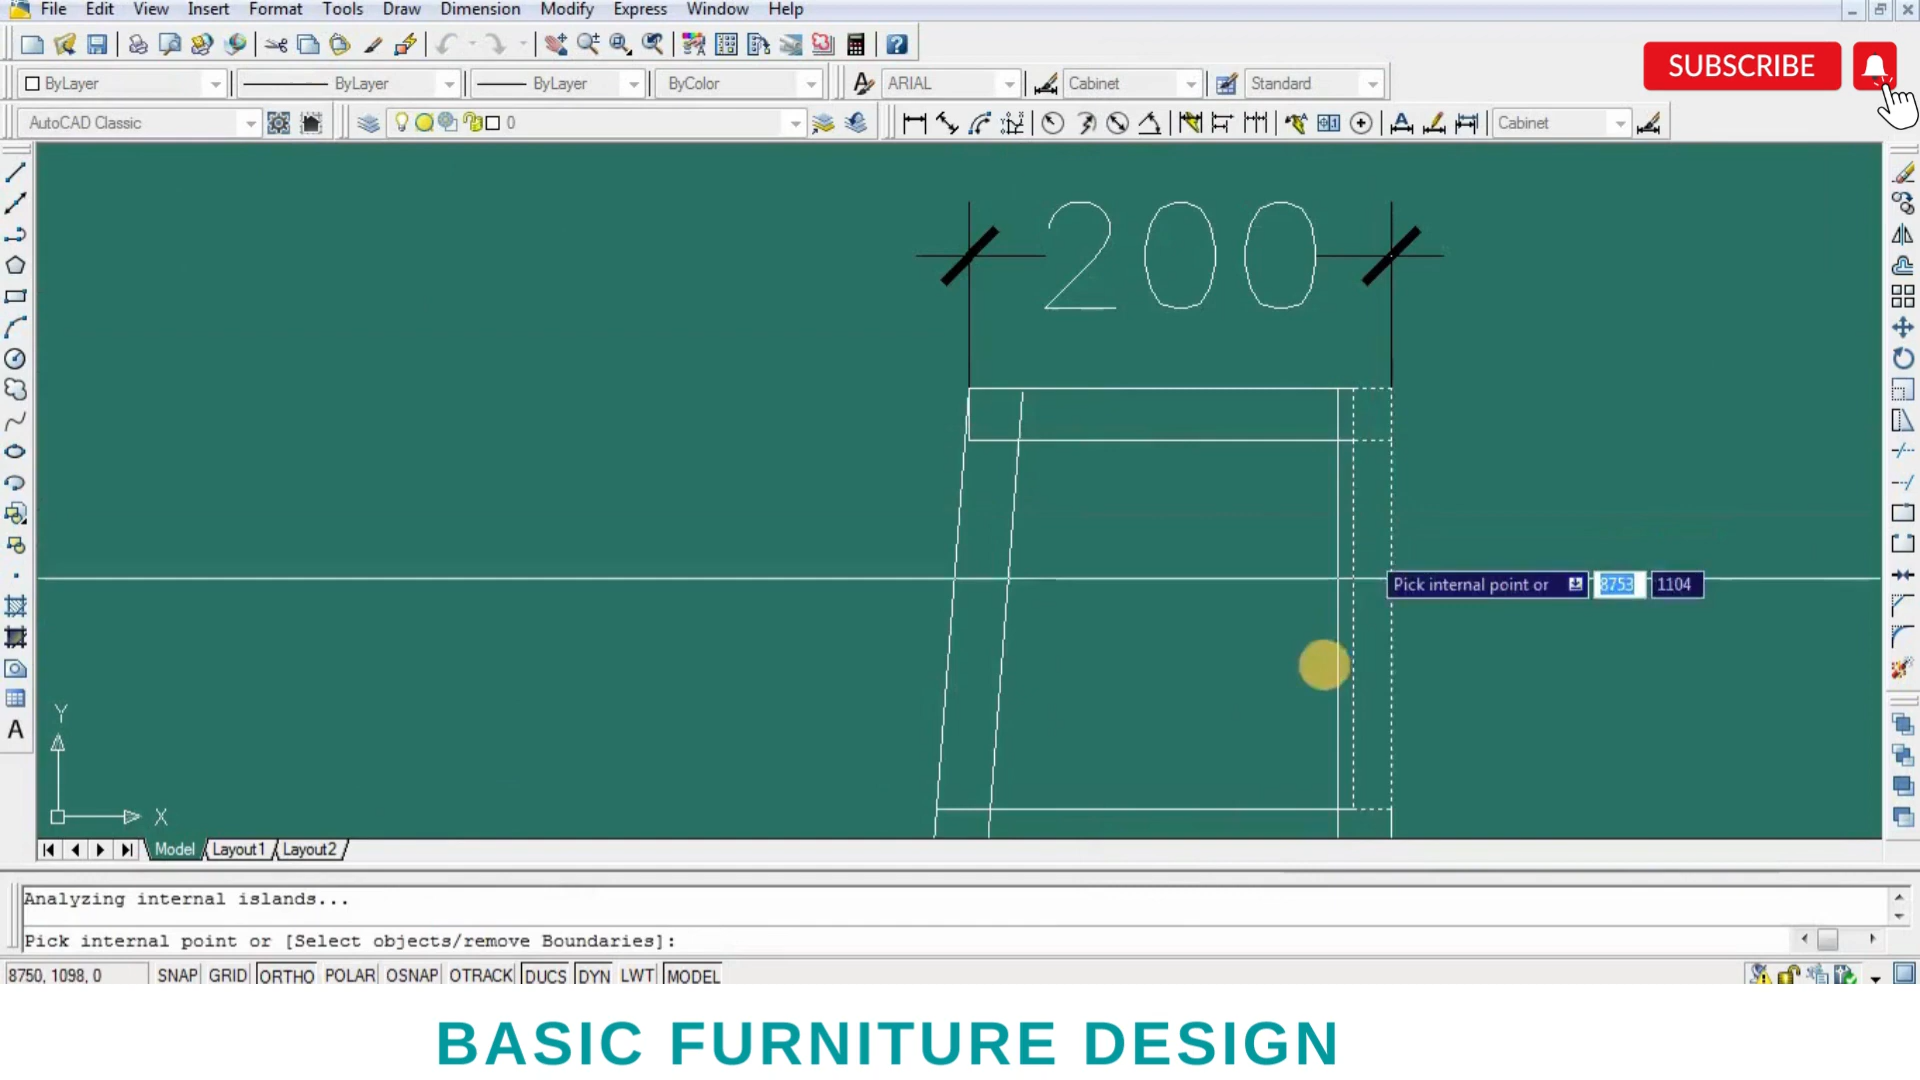 File Edit View Insert Format Tools Draw Dimension Modify Express Window Help
SUBSCRIBE
ByLayer ByLayer ByLayer ByColor ARIAL Cabinet Standard
AutoCAD Classic 0 Cabinet
200
Pick internal point or 8753 1104
Y
X
A
Model Layout1 Layout2
Analyzing internal islands...
Pick internal point or [Select objects/remove Boundaries]:
8750, 1098, 0 SNAP GRID ORTHO POLAR OSNAP OTRACK DUCS DYN LWT MODEL
BASIC FURNITURE DESIGN